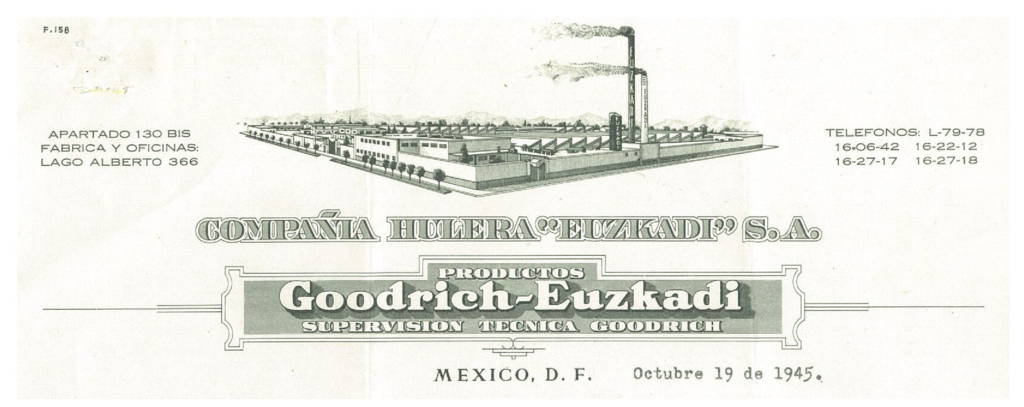 F.158
APARTADO 130 BIS
FABRICA Y OFICINAS:
LAGO ALBERTO 366
EUZKADI
EUZKADI
TELEFONOS: L-79-78
16-06-42 16-22-12
16-27-17 16-27-18
COMPAÑIA HULERA "EUZKADI" S.A.
PRODUCTOS
Goodrich-Euzkadi
SUPERVISION TECNICA GOODRICH
MEXICO, D. F. Octubre 19 de 1945.